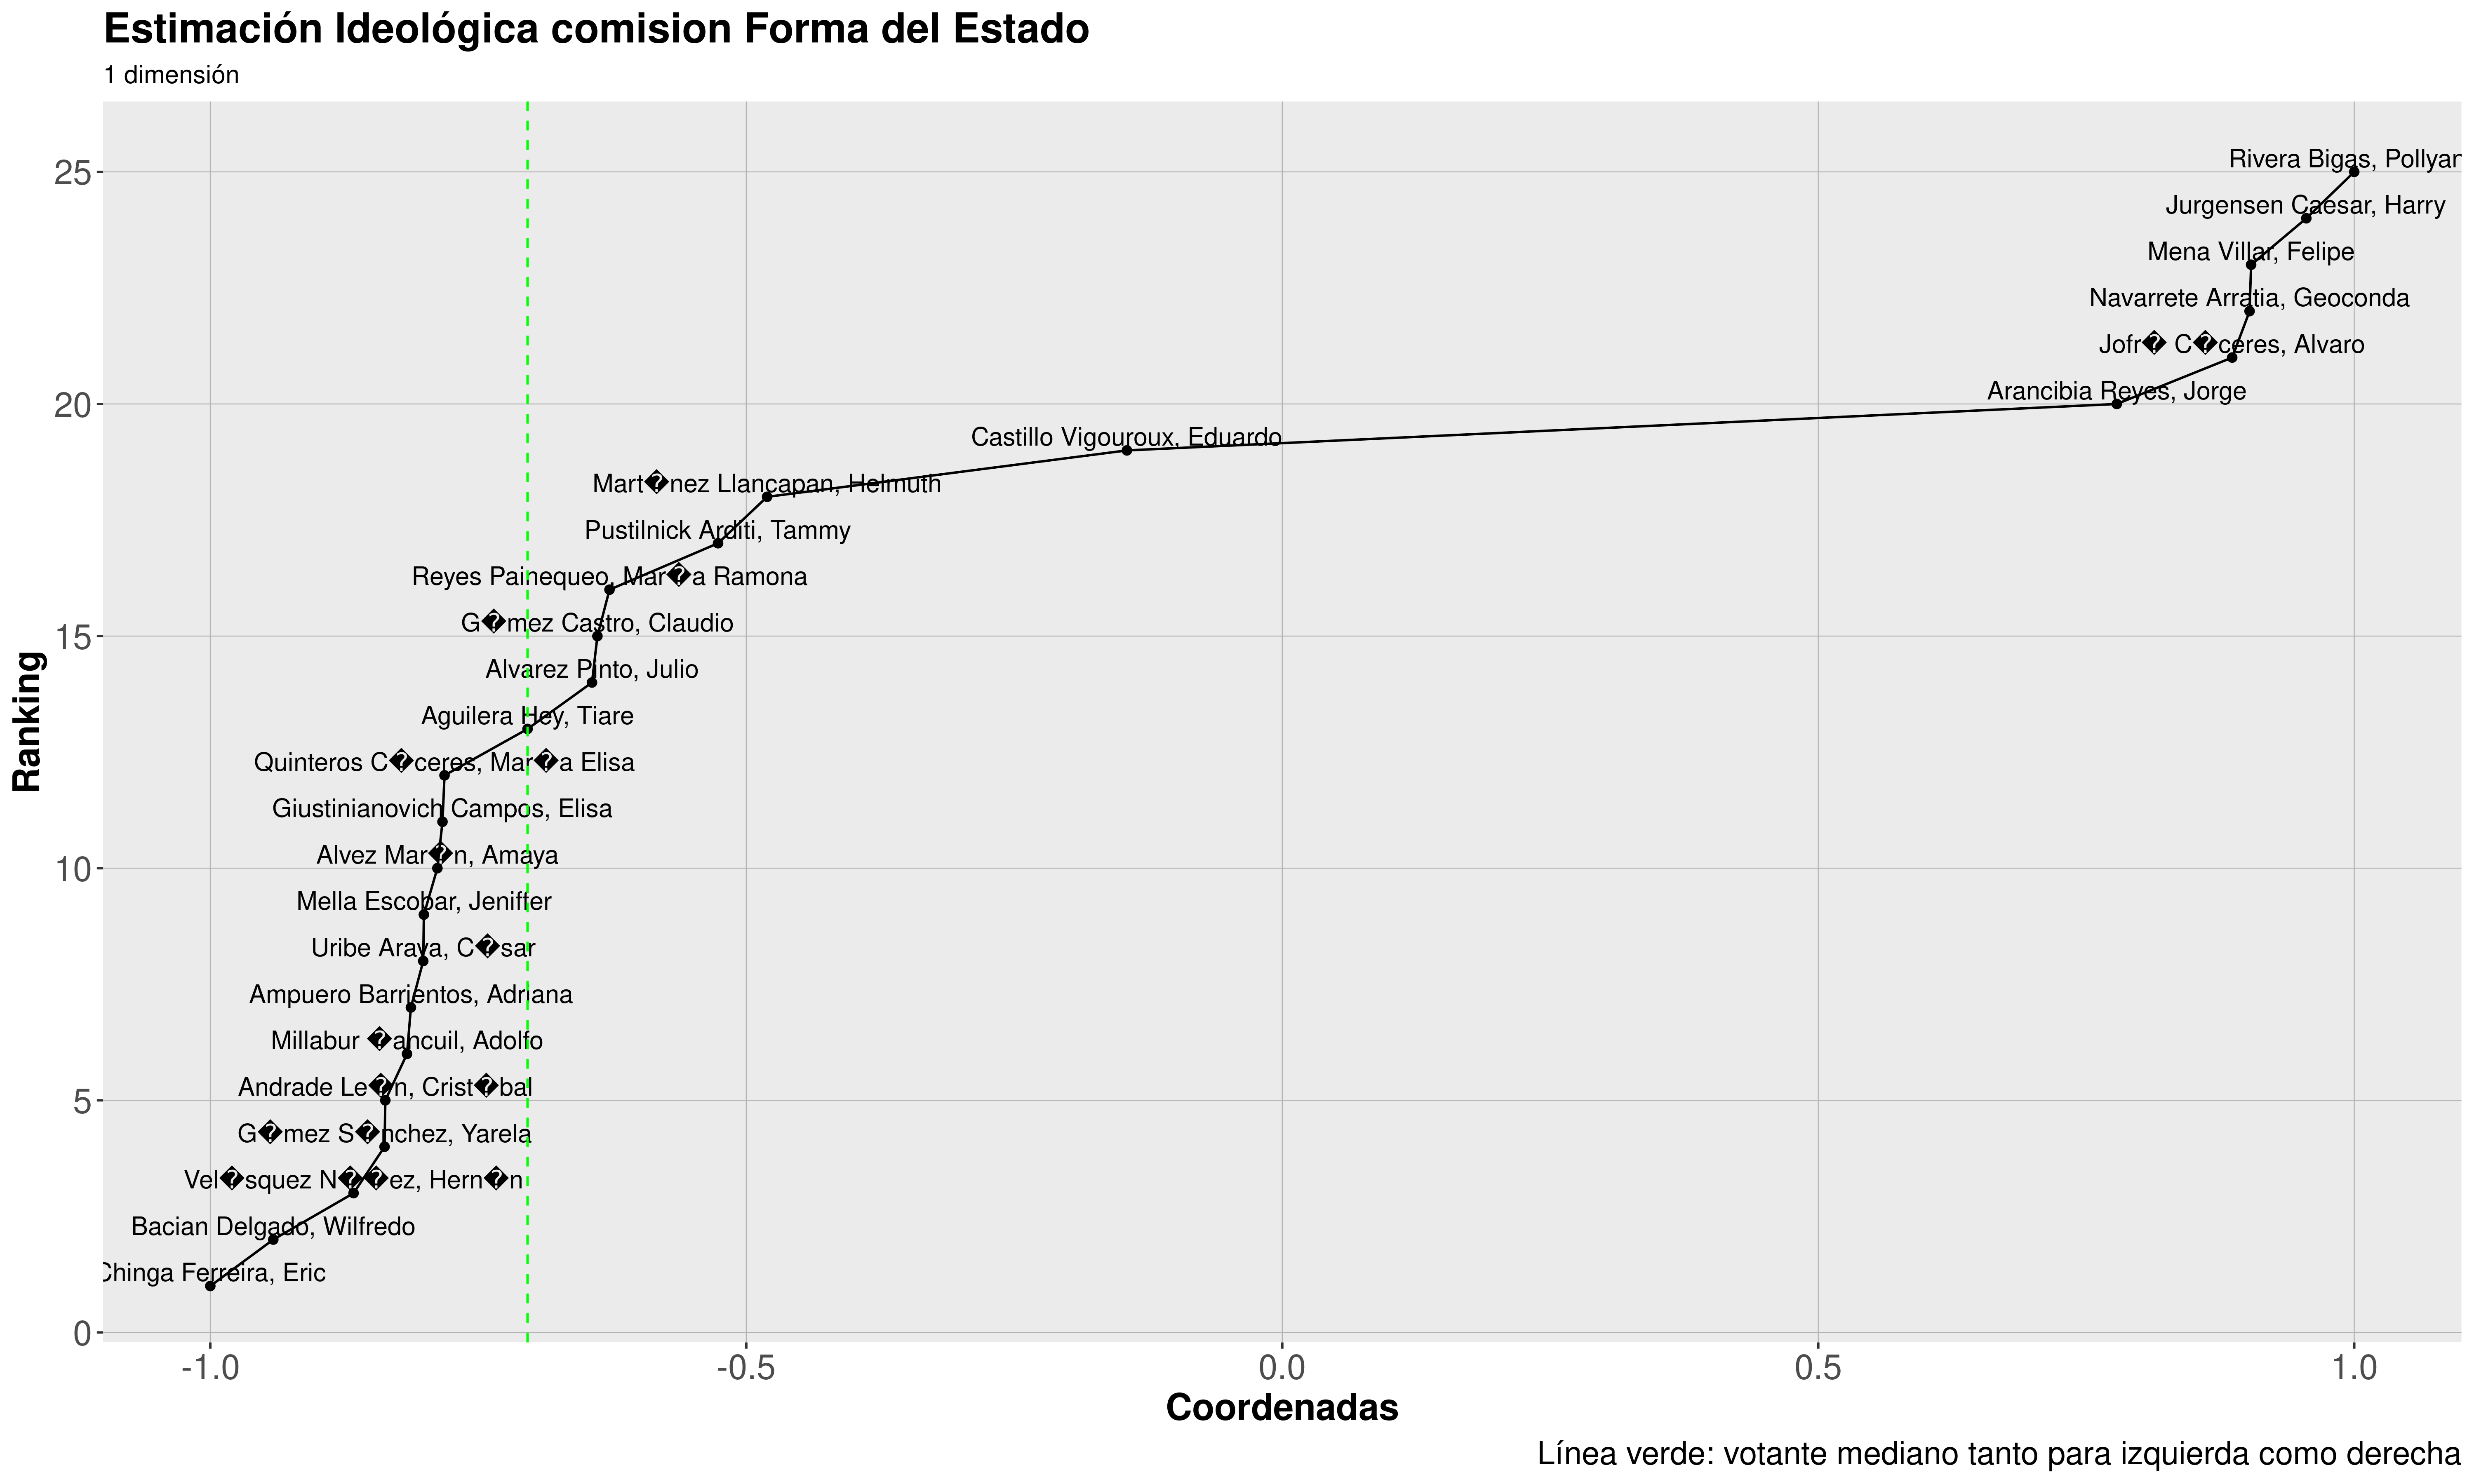 Estimación Ideológica comision Forma del Estado
1 dimensión
Ranking
25
20
15
10
5
0
Rivera Bigas, Pollyan
Jurgensen Caesar, Harry
Mena Villar, Felipe
Navarrete Arratia, Geoconda
Jofr� C�ceres, Alvaro
Arancibia Reyes, Jorge
Castillo Vigouroux, Eduardo
Mart�nez Llancapan, Helmuth
Pustilnick Arditi, Tammy
Reyes Painequeo, Mar�a Ramona
G�mez Castro, Claudio
Alvarez Pinto, Julio
Aguilera Hey, Tiare
Quinteros C�ceres, Mar�a Elisa
Giustinianovich Campos, Elisa
Alvez Mar�n, Amaya
Mella Escobar, Jeniffer
Uribe Araya, C�sar
Ampuero Barrientos, Adriana
Millabur �ancuil, Adolfo
Andrade Le�n, Crist�bal
G�mez S�nchez, Yarela
Vel�squez N��ez, Hern�n
Bacian Delgado, Wilfredo
Chinga Ferreira, Eric
-1.0 -0.5 0.0 0.5 1.0
Coordenadas
Línea verde: votante mediano tanto para izquierda como derecha